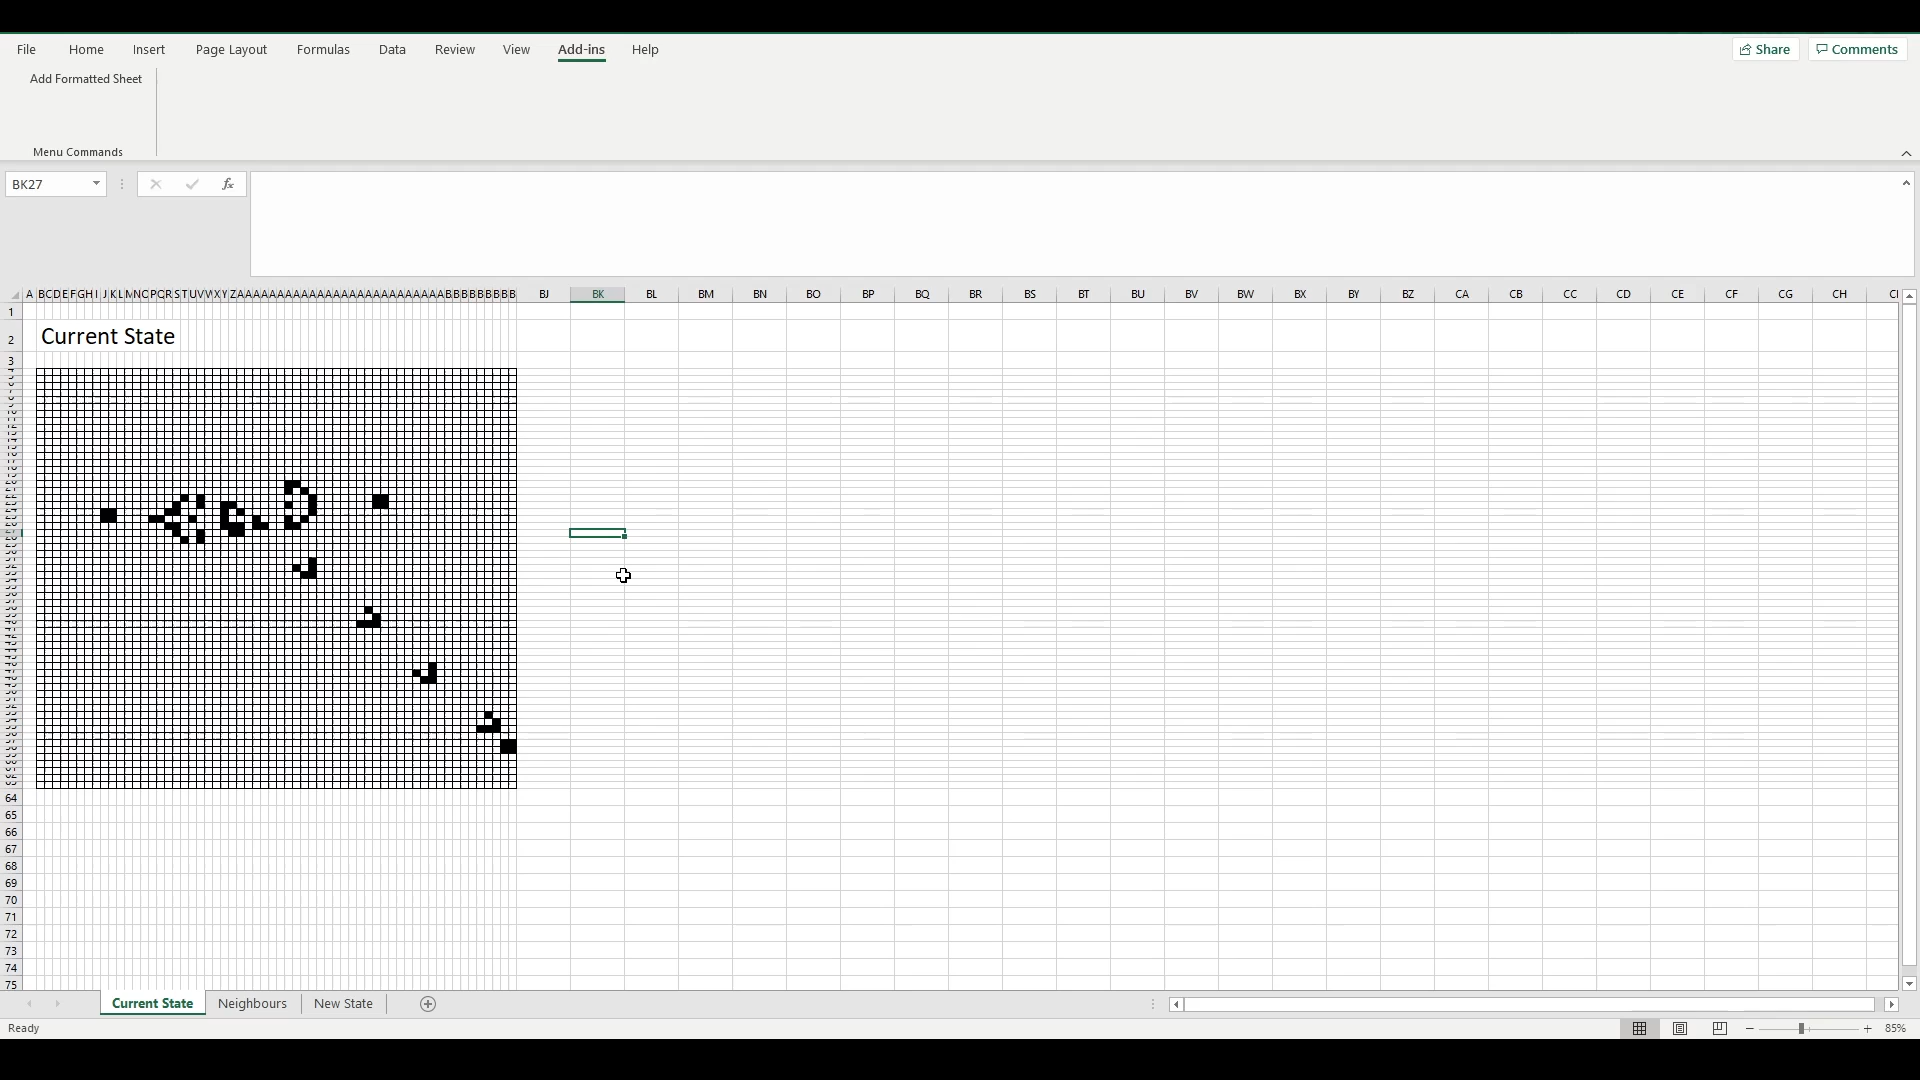 File Home Insert Page Layout Formulas Data Review View Add-ins Help Share Comments
Add Formatted Sheet
Menu Commands
BK27 fx
A B C D E F G H I J K L M N O P Q R S T U V W X Y Z A A A A A A A A A A A A A A A A A A A A A A A A A A B B B B B B B B B BJ BK BL BM BN BO BP BQ BR BS BT BU BV BW BX BY BZ CA CB CC CD CE CF CG CH CI
1
2 Current State
3
64
65
66
67
68
69
70
71
72
73
74
75
Current State Neighbours New State
Ready 85%